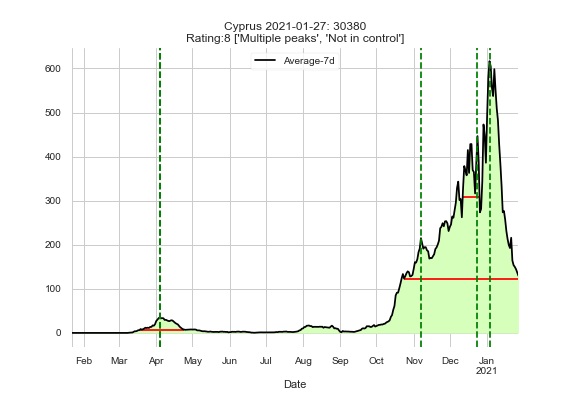 Cyprus 2021-01-27: 30380
Rating:8 ['Multiple peaks', 'Not in control']
Average-7d
600
500
400
300
200
100
0
Feb Mar Apr May Jun Jul Aug Sep Oct Nov Dec Jan
2021
Date